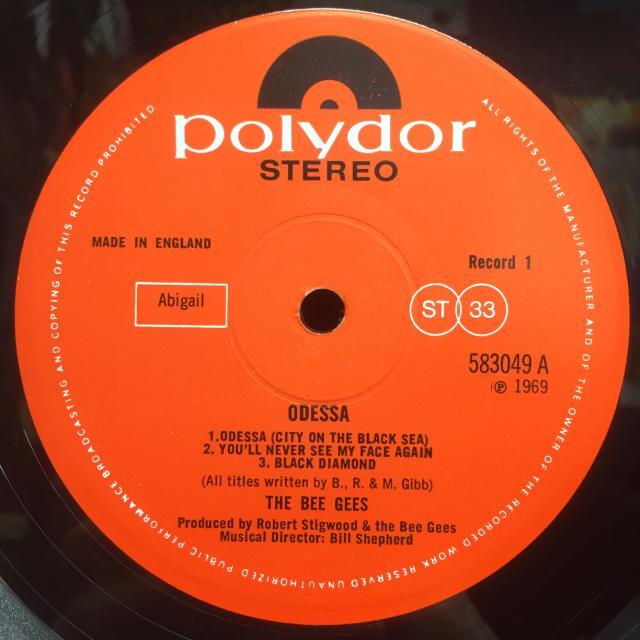 polydor
STEREO
MADE IN ENGLAND
Record 1
Abigail
ST 33
583049 A
℗ 1969
ODESSA
1.ODESSA (CITY ON THE BLACK SEA)
2. YOU'LL NEVER SEE MY FACE AGAIN
3. BLACK DIAMOND
(All titles written by B., R. & M. Gibb)
THE BEE GEES
Produced by Robert Stigwood & the Bee Gees
Musical Director: Bill Shepherd
ALL RIGHTS OF THE MANUFACTURER AND OF THE OWNER OF THE RECORDED WORK RESERVED UNAUTHORIZED PUBLIC PERFORMANCE BROADCASTING AND COPYING OF THIS RECORD PROHIBITED